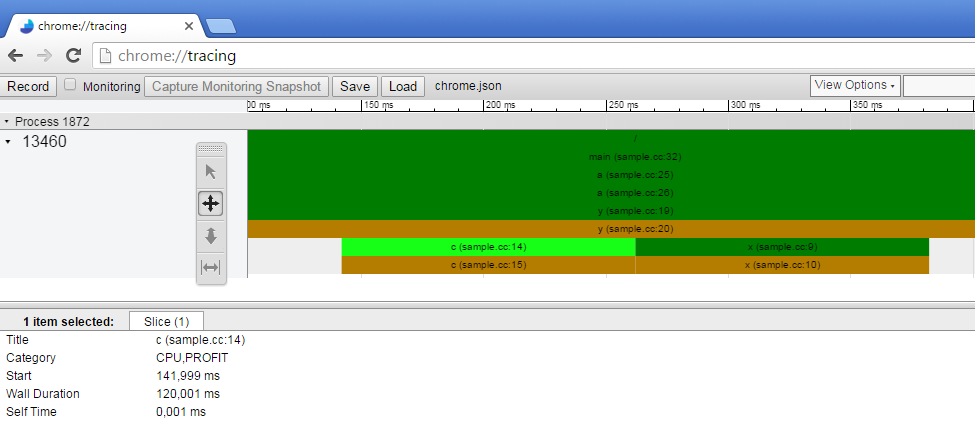 chrome://tracing
chrome://tracing
Record Monitoring Capture Monitoring Snapshot Save Load chrome.json View Options
00 ms 150 ms 200 ms 250 ms 300 ms 350 ms
Process 1872
13460
/
main (sample.cc:32)
a (sample.cc:25)
a (sample.cc:26)
y (sample.cc:19)
y (sample.cc:20)
c (sample.cc:14) x (sample.cc:9)
c (sample.cc:15) x (sample.cc:10)
1 item selected: Slice (1)
Title c (sample.cc:14)
Category CPU,PROFIT
Start 141,999 ms
Wall Duration 120,001 ms
Self Time 0,001 ms